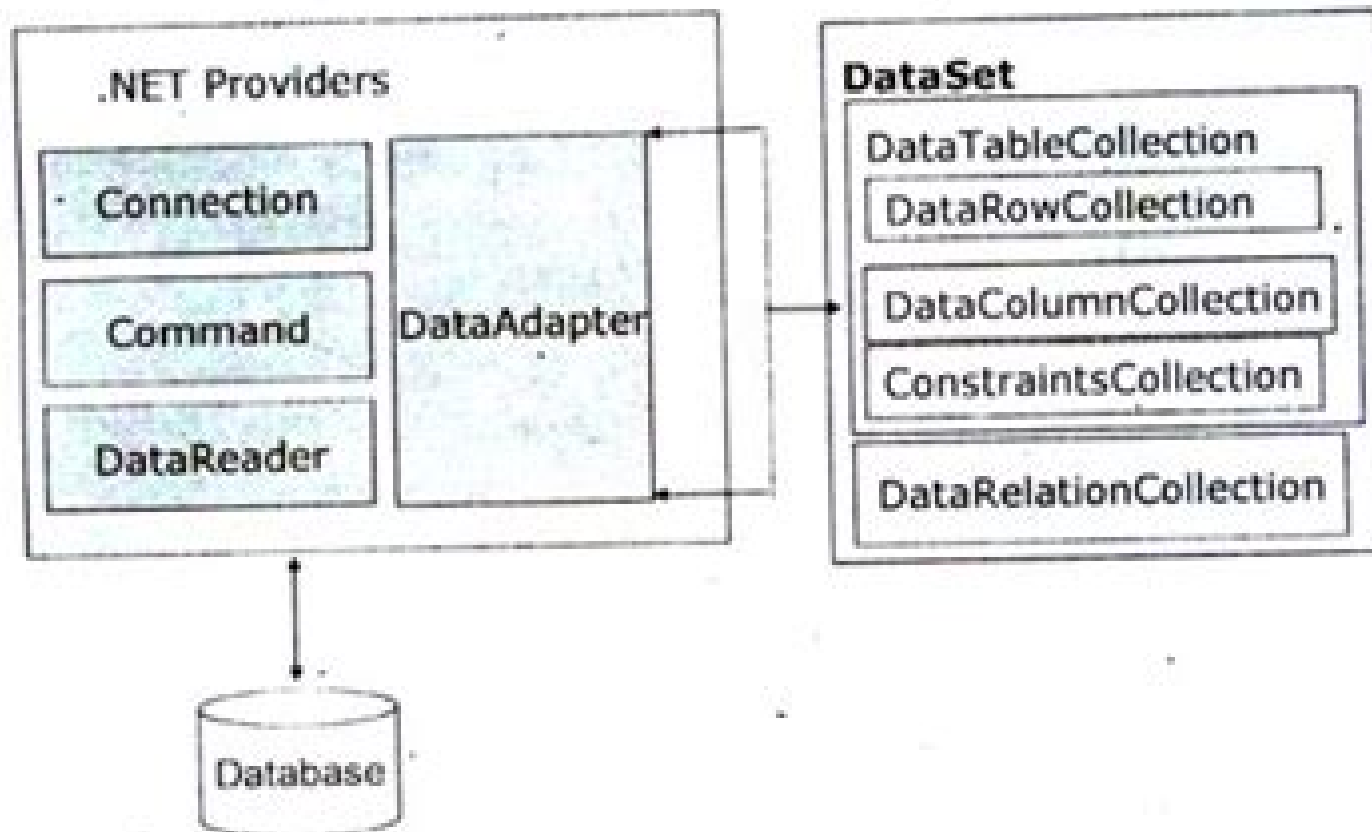 .NET Providers
Connection
Command
DataReader
DataAdapter
DataSet
DataTableCollection
DataRowCollection
DataColumnCollection
ConstraintsCollection
DataRelationCollection
Database